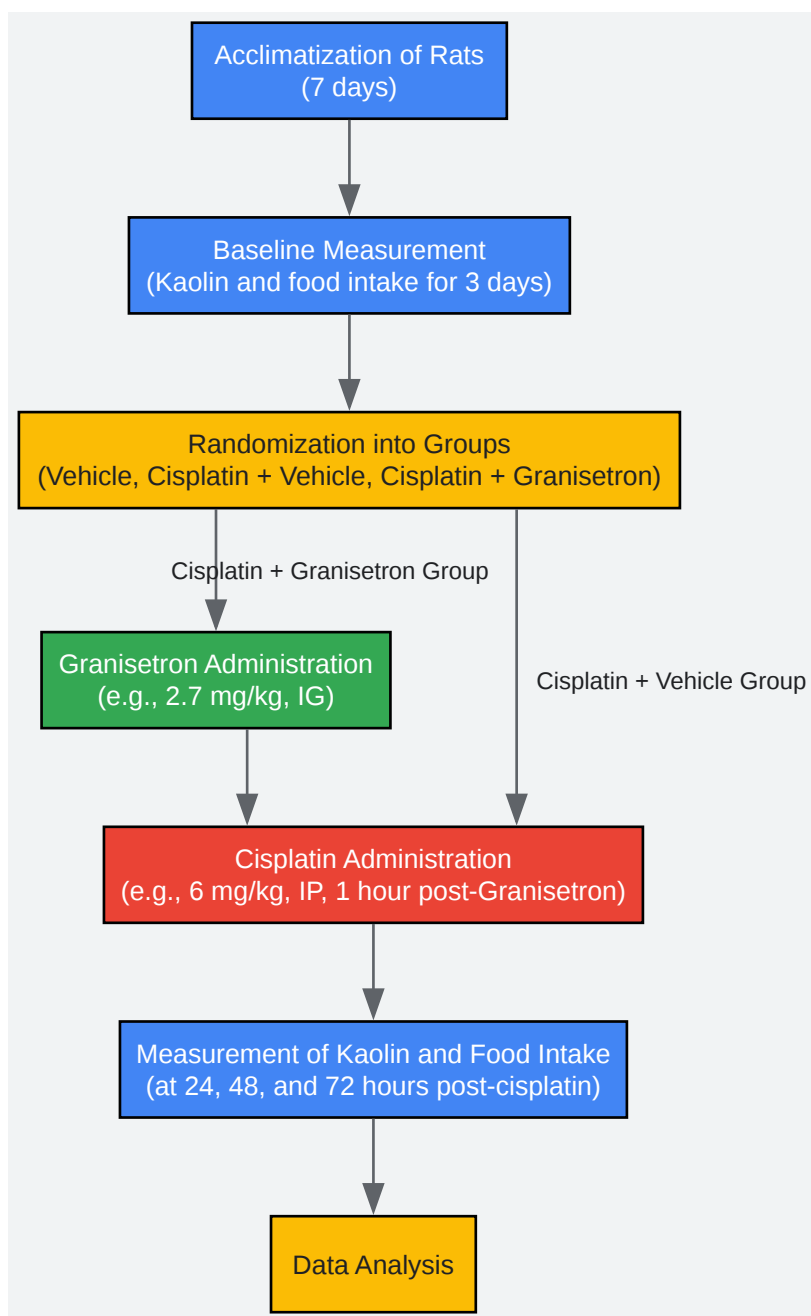 Acclimatization of Rats
(7 days)
Baseline Measurement
(Kaolin and food intake for 3 days)
Randomization into Groups
(Vehicle, Cisplatin + Vehicle, Cisplatin + Granisetron)
Cisplatin + Granisetron Group
Granisetron Administration
(e.g., 2.7 mg/kg, IG)
Cisplatin + Vehicle Group
Cisplatin Administration
(e.g., 6 mg/kg, IP, 1 hour post-Granisetron)
Measurement of Kaolin and Food Intake
(at 24, 48, and 72 hours post-cisplatin)
Data Analysis